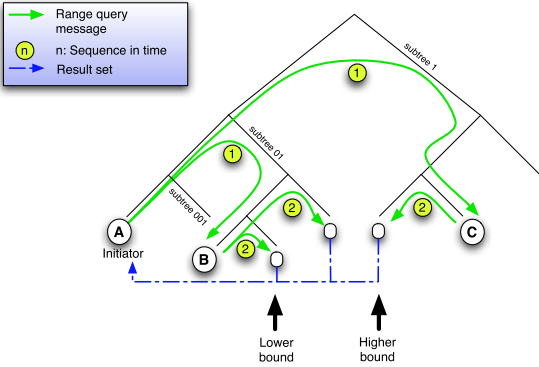 Range query
message
n
n: Sequence in time
Result set
subtree 1
1
subtree 01
1
subtree 001
2
2
A
Initiator
B
2
C
Lower
bound
Higher
bound